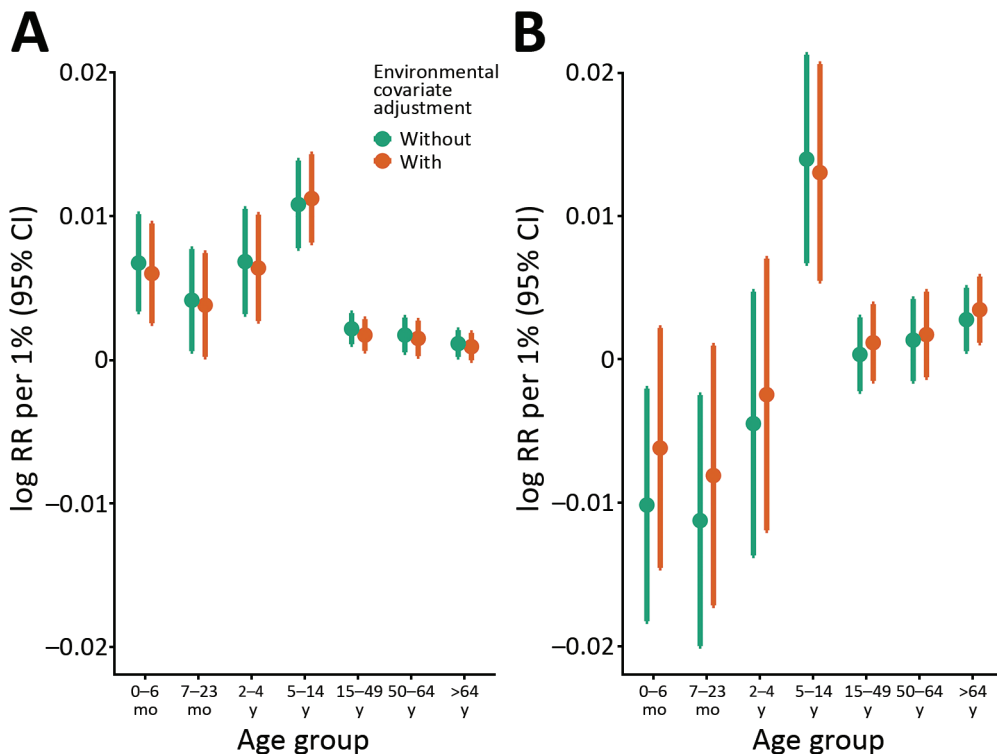 A
log RR per 1% (95% CI)
0.02
0.01
0
–0.01
–0.02
Environmental
covariate
adjustment
Without
With
0–6
mo
7–23
mo
2–4
y
5–14
y
15–49
y
50–64
y
>64
y
Age group
B
log RR per 1% (95% CI)
0.02
0.01
0
–0.01
–0.02
0–6
mo
7–23
mo
2–4
y
5–14
y
15–49
y
50–64
y
>64
y
Age group